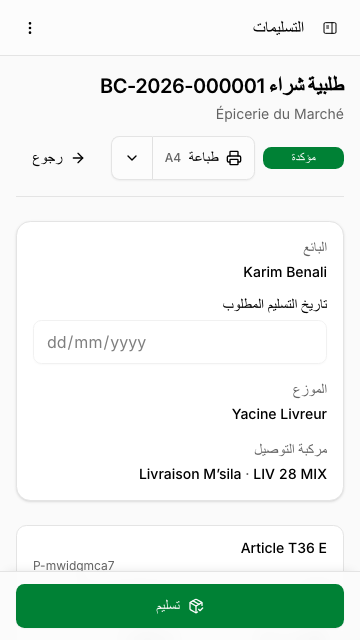 التسليمات
طلبية شراء BC-2026-000001
Épicerie du Marché
مؤكدة
طباعة A4
رجوع
البائع
Karim Benali
تاريخ التسليم المطلوب
dd/mm/yyyy
الموزع
Yacine Livreur
مركبة التوصيل
Livraison M’sila · LIV 28 MIX
Article T36 E
P-mwidqmca7
تسليم